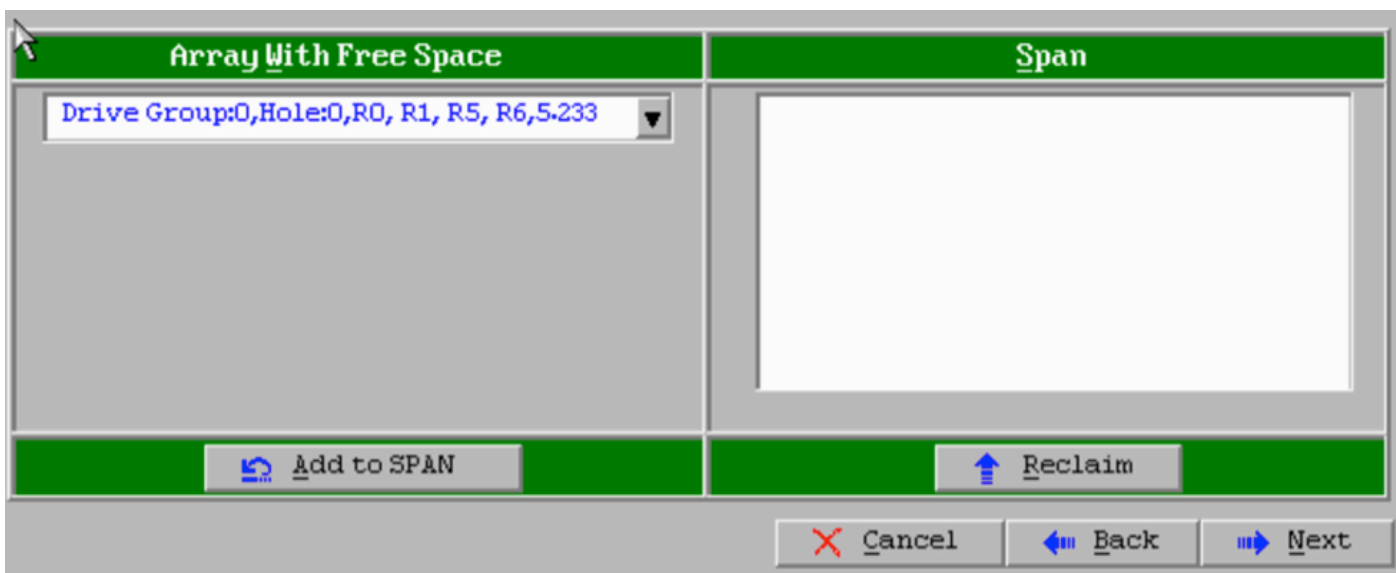 Array With Free Space
Span
Drive Group:0,Hole:0,R0, R1, R5, R6,5.233
Add to SPAN
Reclaim
Cancel
Back
Next